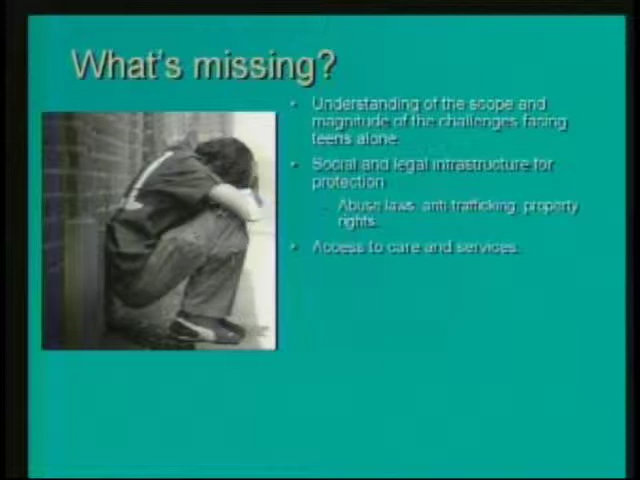 What's missing?
Understanding of the scope and
magnitude of the challenges facing
teens alone.
Social and legal infrastructure for
protection
Abuse laws, anti-trafficking, property
rights.
Access to care and services.